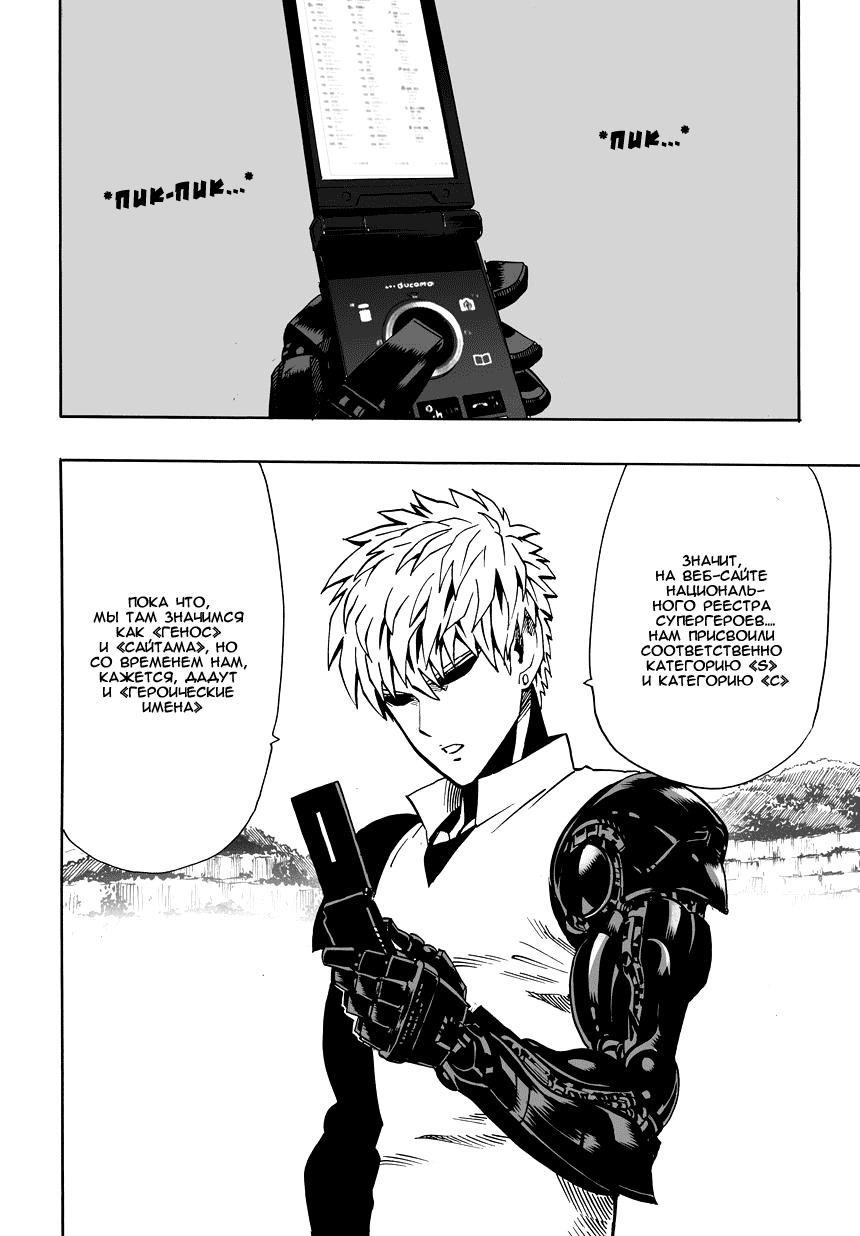 *ПИК...*
*ПИК-ПИК...*
ducomo
ЗНАЧИТ,
НА ВЕБ-САЙТЕ
НАЦИОНАЛЬ-
НОГО РЕЕСТРА
СУПЕРГЕРОЕВ....
НАМ ПРИСВОИЛИ
СООТВЕТСТВЕННО
КАТЕГОРИЮ «S»
И КАТЕГОРИЮ «C»
ПОКА ЧТО,
МЫ ТАМ ЗНАЧИМСЯ
КАК «ГЕНОС»
И «САЙТАМА», НО
СО ВРЕМЕНЕМ НАМ,
КАЖЕТСЯ, ДАДУТ
И «ГЕРОИЧЕСКИЕ
ИМЕНА»